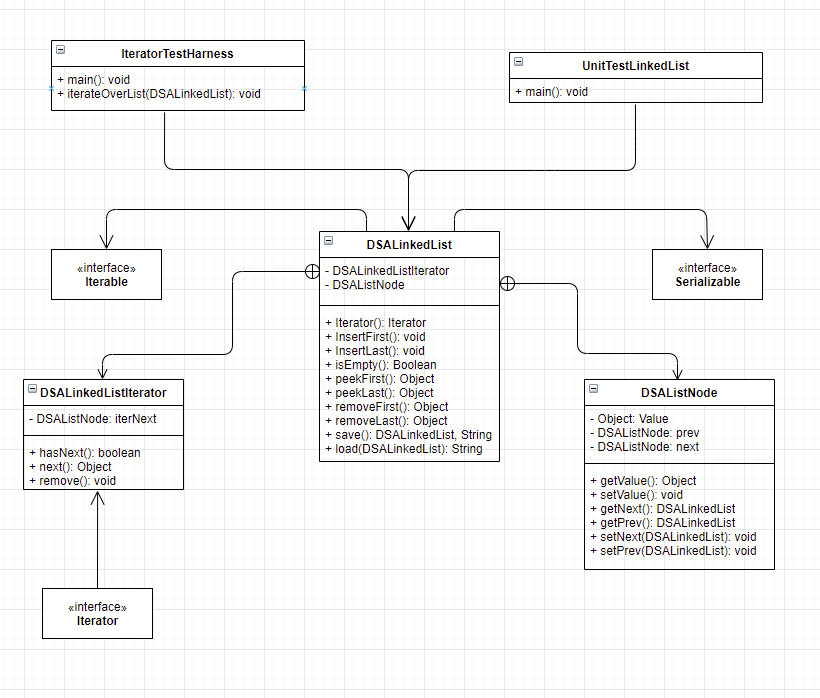 IteratorTestHarness
+ main(): void
+ iterateOverList(DSALinkedList): void
UnitTestLinkedList
+ main(): void
«interface»
Iterable
DSALinkedList
- DSALinkedListIterator
- DSAListNode
+ Iterator(): Iterator
+ InsertFirst(): void
+ InsertLast(): void
+ isEmpty(): Boolean
+ peekFirst(): Object
+ peekLast(): Object
+ removeFirst(): Object
+ removeLast(): Object
+ save(): DSALinkedList, String
+ load(DSALinkedList): String
«interface»
Serializable
DSALinkedListIterator
- DSAListNode: iterNext
+ hasNext(): boolean
+ next(): Object
+ remove(): void
DSAListNode
- Object: Value
- DSAListNode: prev
- DSAListNode: next
+ getValue(): Object
+ setValue(): void
+ getNext(): DSALinkedList
+ getPrev(): DSALinkedList
+ setNext(DSALinkedList): void
+ setPrev(DSALinkedList): void
«interface»
Iterator